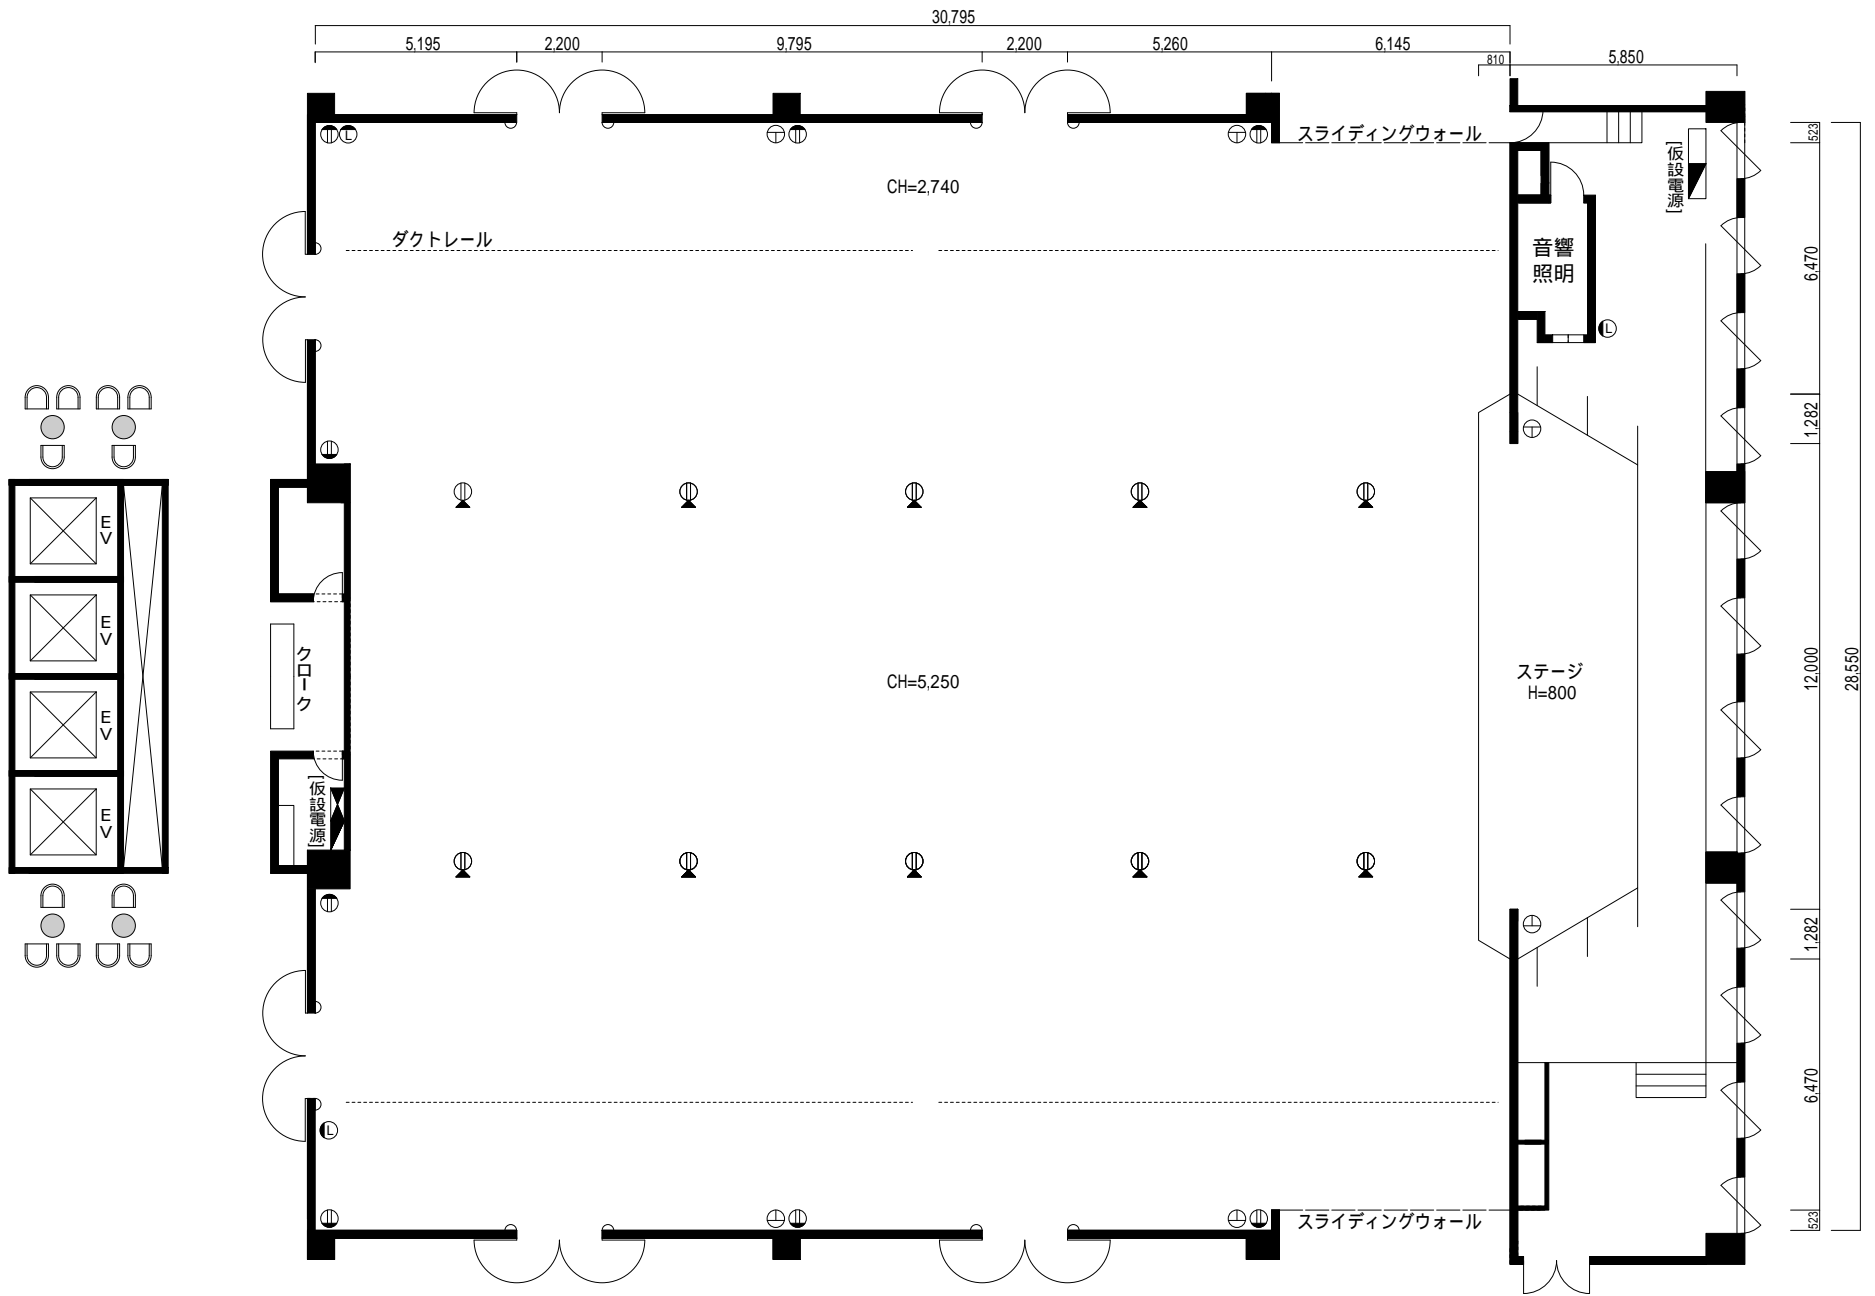 30,795
5,195
2,200
9,795
2,200
5,260
6,145
810
5,850
スライディングウォール
523
[仮設電源]
CH=2,740
ダクトレール
音響
照明
6,470
L
L
1,282
EV
EV
EV
EV
クローク
CH=5,250
ステージ
H=800
12,000
28,550
[仮設電源]
1,282
6,470
L
スライディングウォール
523